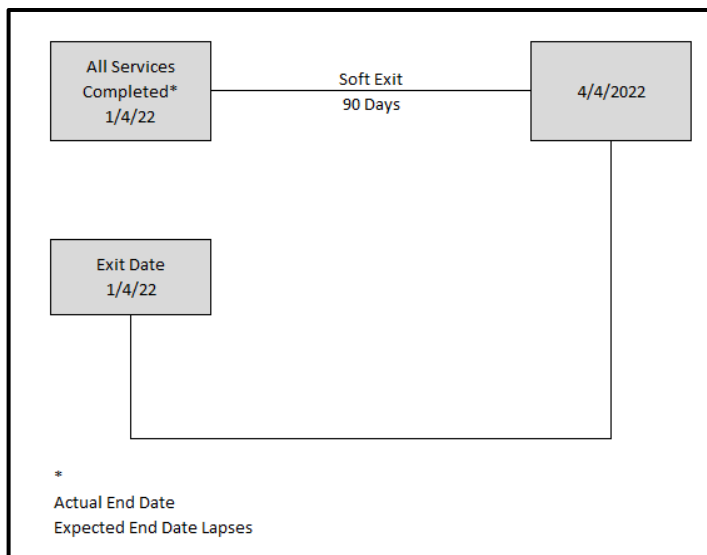 All Services
Completed*
1/4/22
Soft Exit
90 Days
4/4/2022
Exit Date
1/4/22
*
Actual End Date
Expected End Date Lapses